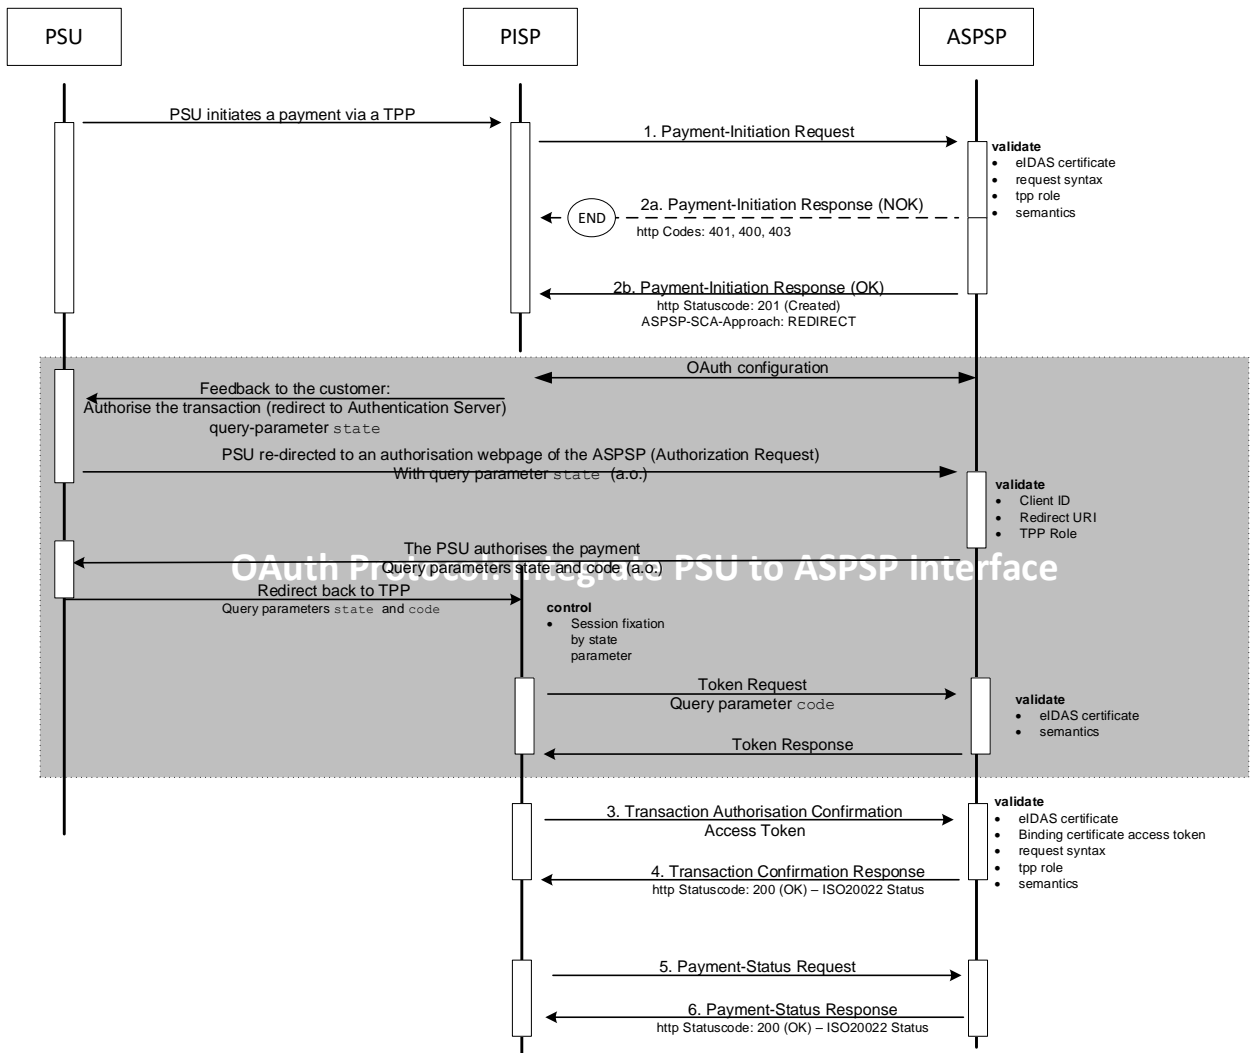 PSU
PISP
ASPSP
PSU initiates a payment via a TPP
1. Payment-Initiation Request
validate
• eIDAS certificate
• request syntax
• tpp role
• semantics
2a. Payment-Initiation Response (NOK)
END
http Codes: 401, 400, 403
2b. Payment-Initiation Response (OK)
http Statuscode: 201 (Created)
ASPSP-SCA-Approach: REDIRECT
OAuth configuration
Feedback to the customer:
Authorise the transaction (redirect to Authentication Server)
query-parameter state
PSU re-directed to an authorisation webpage of the ASPSP (Authorization Request)
With query parameter state (a.o.)
validate
• Client ID
• Redirect URI
• TPP Role
The PSU authorises the payment
Query parameters state and code (a.o.)
OAuth Protocol: Integrate PSU to ASPSP Interface
Redirect back to TPP
Query parameters state and code
control
• Session fixation
by state
parameter
Token Request
Query parameter code
validate
• eIDAS certificate
• semantics
Token Response
3. Transaction Authorisation Confirmation
Access Token
validate
• eIDAS certificate
• Binding certificate access token
• request syntax
• tpp role
• semantics
4. Transaction Confirmation Response
http Statuscode: 200 (OK) – ISO20022 Status
5. Payment-Status Request
6. Payment-Status Response
http Statuscode: 200 (OK) – ISO20022 Status